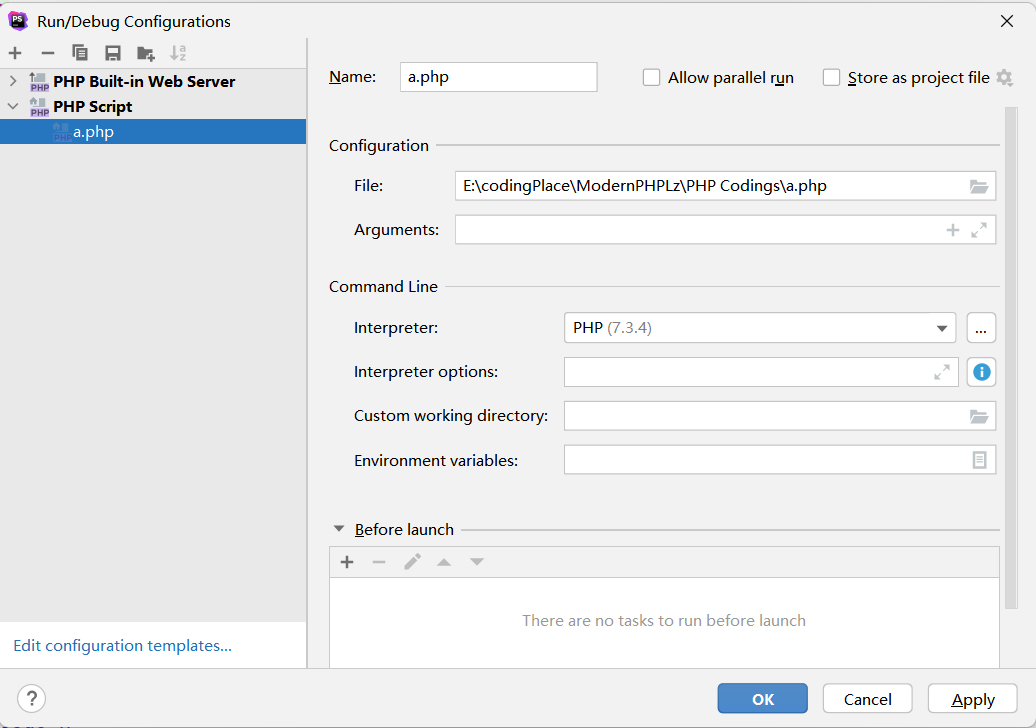 Run/Debug Configurations
PHP Built-in Web Server
PHP Script
a.php
Edit configuration templates...
Name: a.php
Allow parallel run
Store as project file
Configuration
File: E:\codingPlace\ModernPHPLz\PHP Codings\a.php
Arguments:
Command Line
Interpreter: PHP (7.3.4) ...
Interpreter options:
Custom working directory:
Environment variables:
Before launch
There are no tasks to run before launch
? OK Cancel Apply